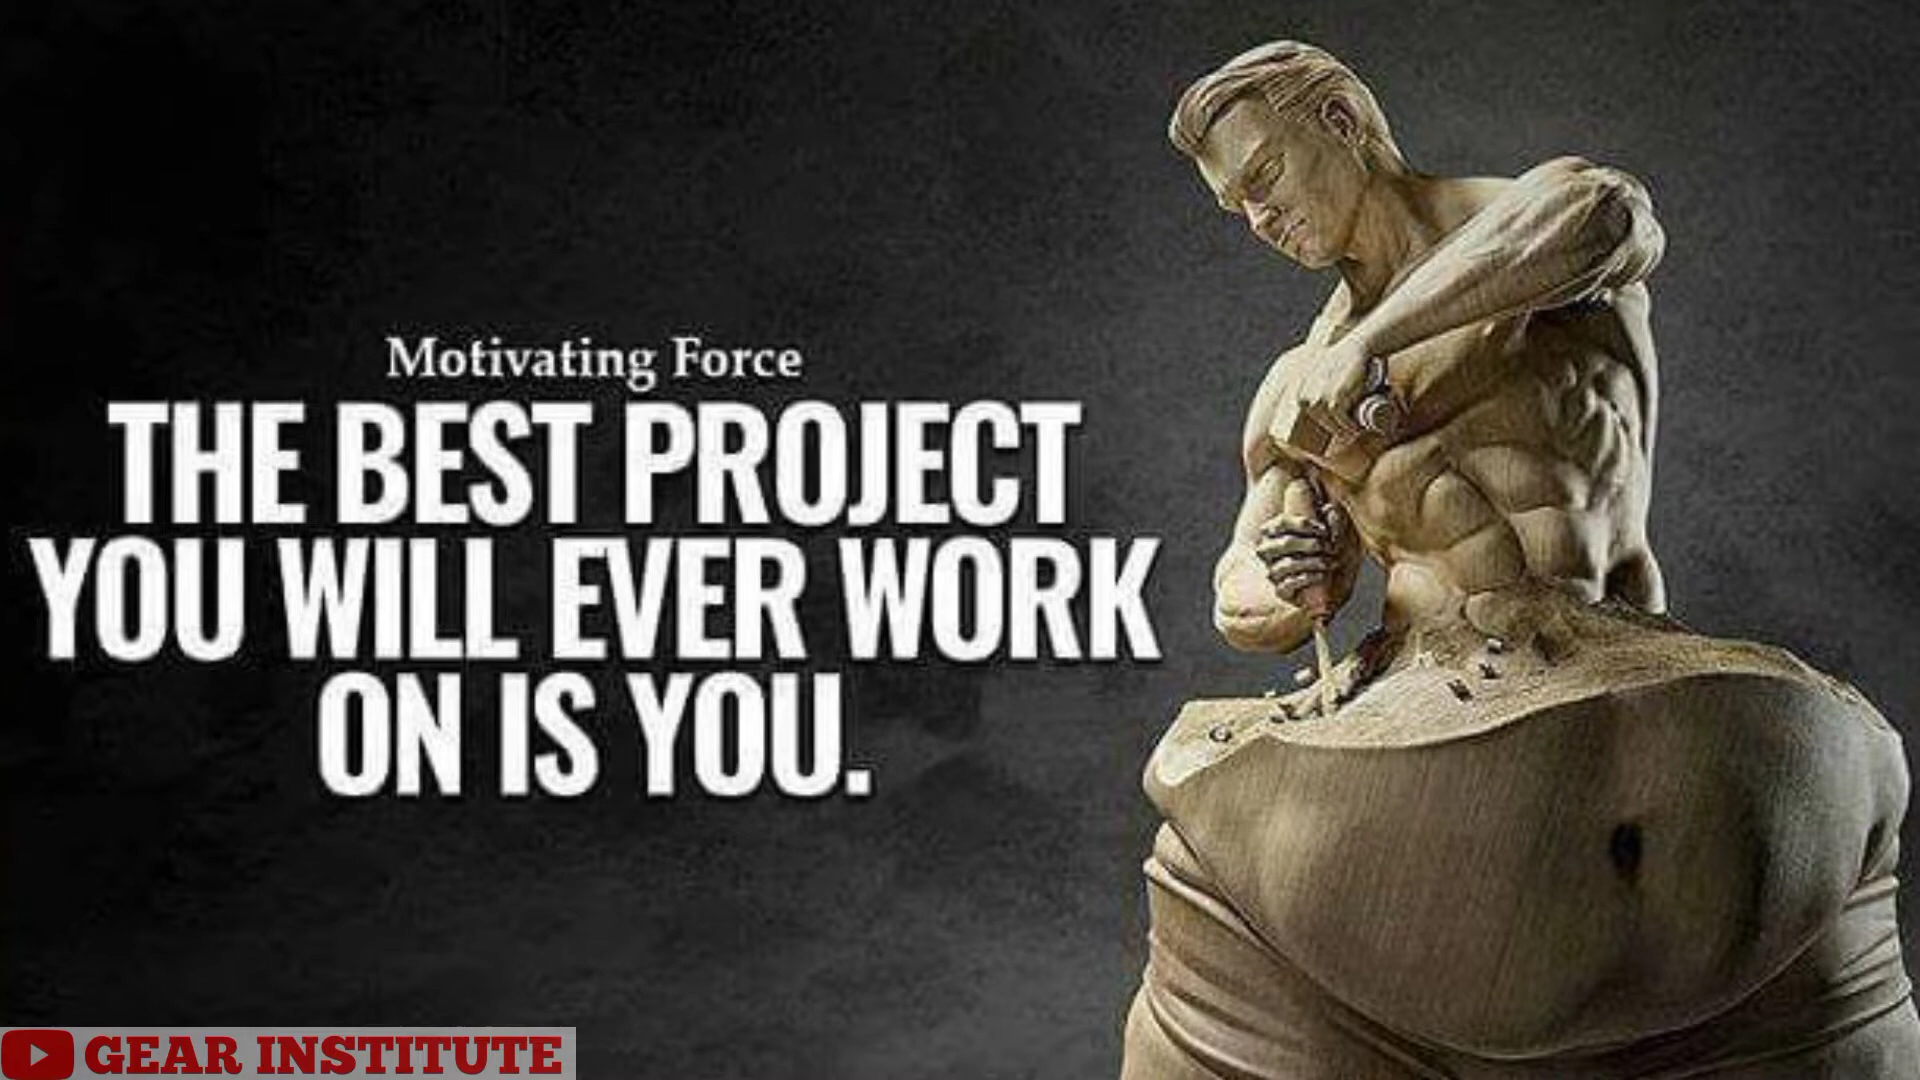 Motivating Force
THE BEST PROJECT
YOU WILL EVER WORK
ON IS YOU.
GEAR INSTITUTE